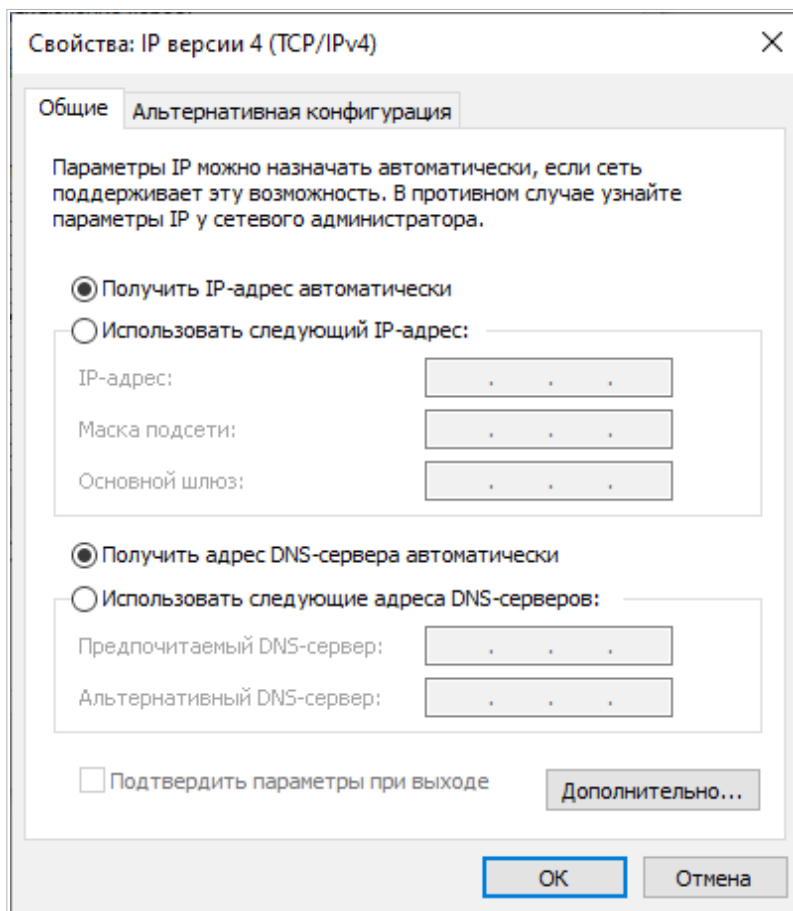 Свойства: IP версии 4 (TCP/IPv4)
Общие
Альтернативная конфигурация
Параметры IP можно назначать автоматически, если сеть
поддерживает эту возможность. В противном случае узнайте
параметры IP у сетевого администратора.
Получить IP-адрес автоматически
Использовать следующий IP-адрес:
IP-адрес:
Маска подсети:
Основной шлюз:
Получить адрес DNS-сервера автоматически
Использовать следующие адреса DNS-серверов:
Предпочитаемый DNS-сервер:
Альтернативный DNS-сервер:
Подтвердить параметры при выходе
Дополнительно...
ОК
Отмена